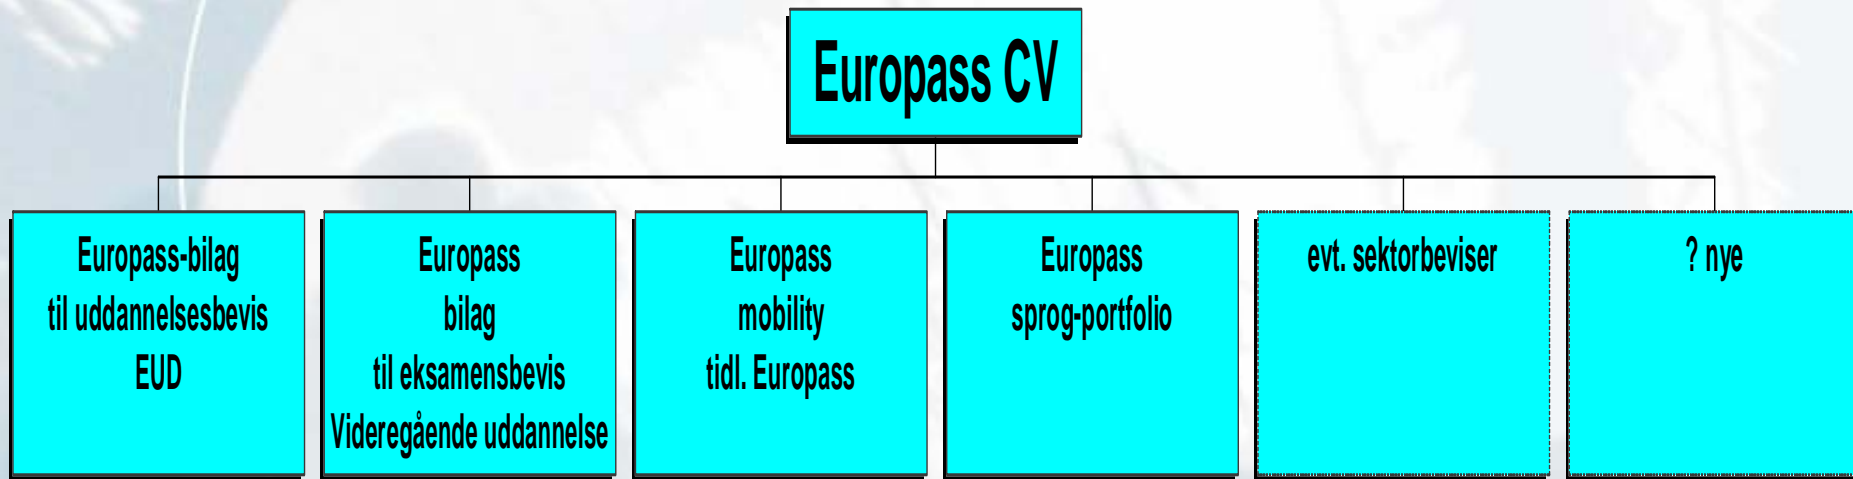 Europass CV
Europass-bilag
til uddannelsesbevis
EUD
Europass
bilag
til eksamensbevis
Videregående uddannelse
Europass
mobility
tidl. Europass
Europass
sprog-portfolio
evt. sektorbeviser
? nye